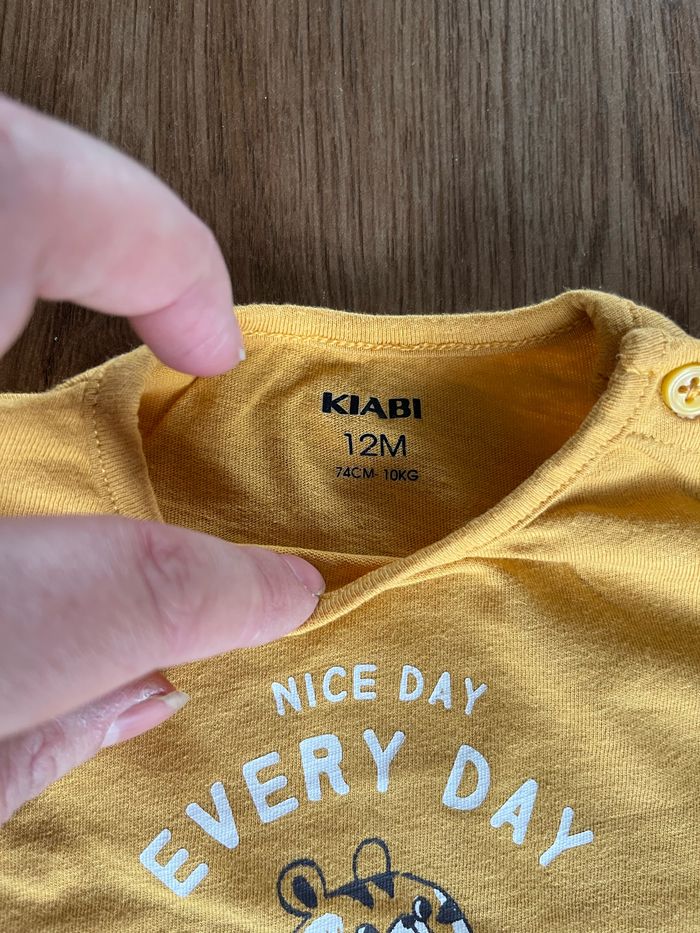 KIABI
12M
74CM- 10KG
NICE DAY
EVERY DAY